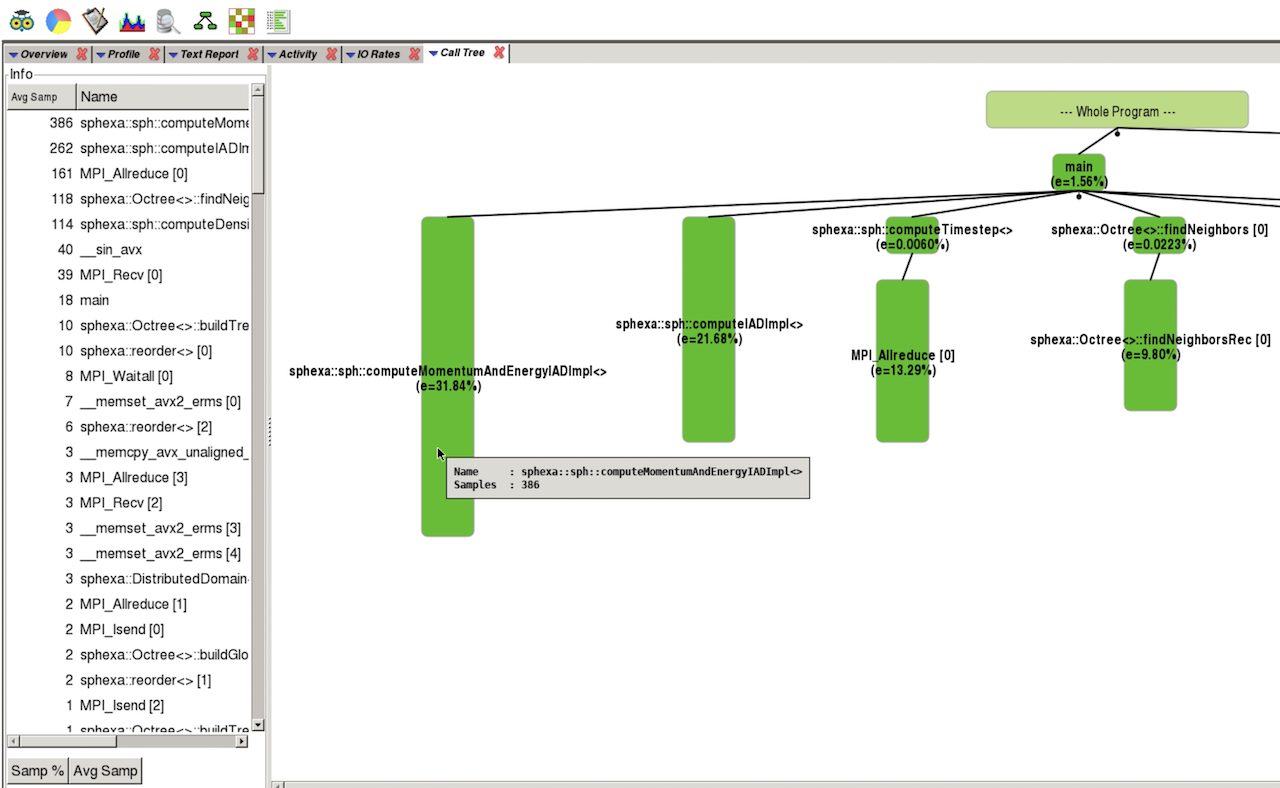 Overview Profile Text Report Activity IO Rates Call Tree
Info
Avg Samp Name
386 sphexa::sph::computeMome
262 sphexa::sph::computeIADIm
161 MPI_Allreduce [0]
118 sphexa::Octree<>::findNeig
114 sphexa::sph::computeDensi
40 __sin_avx
39 MPI_Recv [0]
18 main
10 sphexa::Octree<>::buildTre
10 sphexa::reorder<> [0]
8 MPI_Waitall [0]
7 __memset_avx2_erms [0]
6 sphexa::reorder<> [2]
3 __memcpy_avx_unaligned_
3 MPI_Allreduce [3]
3 MPI_Recv [2]
3 __memset_avx2_erms [3]
3 __memset_avx2_erms [4]
3 sphexa::DistributedDomain
2 MPI_Allreduce [1]
2 MPI_Isend [0]
2 sphexa::Octree<>::buildGlo
2 sphexa::reorder<> [1]
1 MPI_Isend [2]
1 sphexa::Octree<>::buildTre
Samp % Avg Samp
--- Whole Program ---
main
(e=1.56%)
sphexa::sph::computeMomentumAndEnergyIADImpl<>
(e=31.84%)
sphexa::sph::computeIADImpl<>
(e=21.68%)
sphexa::sph::computeTimestep<>
(e=0.0060%)
MPI_Allreduce [0]
(e=13.29%)
sphexa::Octree<>::findNeighbors [0]
(e=0.0223%)
sphexa::Octree<>::findNeighborsRec [0]
(e=9.80%)
Name : sphexa::sph::computeMomentumAndEnergyIADImpl<>
Samples : 386